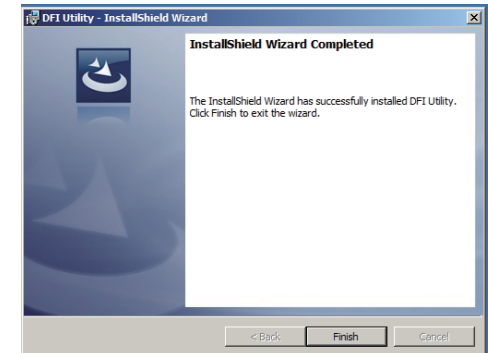 DFI Utility - InstallShield Wizard
InstallShield Wizard Completed
The InstallShield Wizard has successfully installed DFI Utility.
Click Finish to exit the wizard.
< Back Finish Cancel